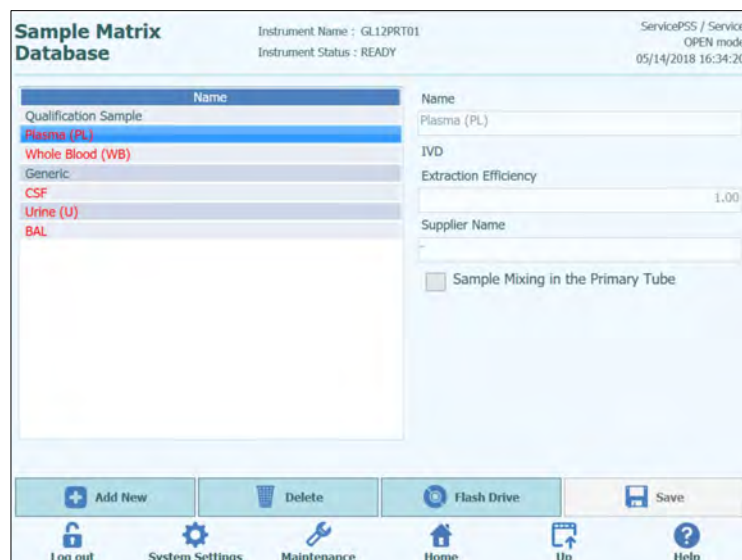 Sample Matrix
Database
Instrument Name : GL12PRT01
Instrument Status : READY
ServicePSS / Service
OPEN mode
05/14/2018 16:34:20
Name
Qualification Sample
Plasma (PL)
Whole Blood (WB)
Generic
CSF
Urine (U)
BAL
Name
Plasma (PL)
IVD
Extraction Efficiency
1.00
Supplier Name
-
Sample Mixing in the Primary Tube
Add New
Delete
Flash Drive
Save
Log out
System Settings
Maintenance
Home
Up
Help